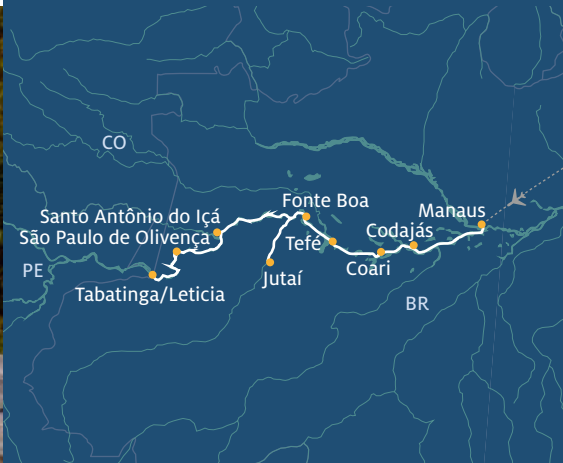 CO
Fonte Boa
Manaus
Santo Antônio do Içá
São Paulo de Olivença
Codajás
Tefé
PE
Coari
Jutaí
Tabatinga/Leticia
BR